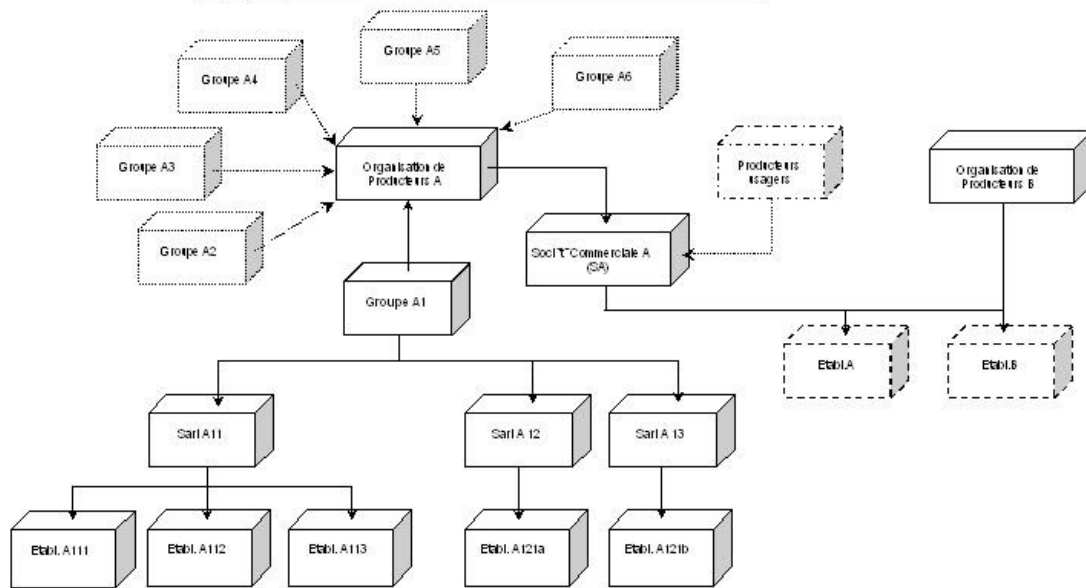 Groupe A5
Groupe A4
Groupe A6
Groupe A3
Organisation de
Producteurs A
Producteurs
usagers
Organisation de
Producteurs B
Groupe A2
Commerciale A
(SA)
Groupe A1
Etabl.A
Etabl.B
Sarl A11
Sarl A 12
Sarl A 13
Etabl. A111
Etabl. A112
Etabl. A113
Etabl. A121a
Etabl. A121b